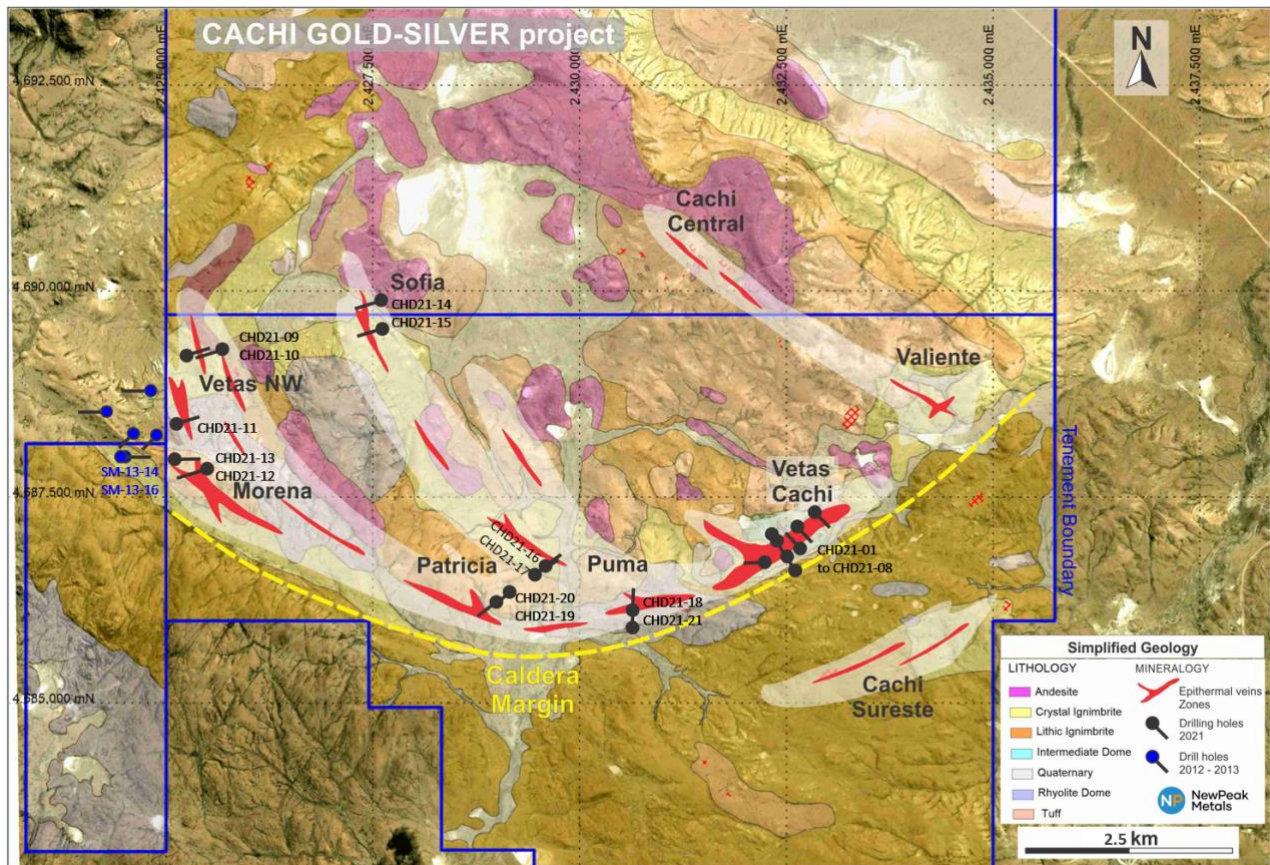 CACHI GOLD-SILVER project
N
4.692.500 mN
2.425.000 mE
2.427.500 mE
2.430.000 mE
2.432.500 mE
2.435.000 mE
2.437.500 mE
Cachi
Central
4.690.000 mN
Sofia
CHD21-14
CHD21-15
CHD21-09
CHD21-10
Vetas NW
Valiente
CHD21-11
Tenement Boundary
CHD21-13
CHD21-12
SM-13-14
SM-13-16
Morena
4.687.500 mN
Vetas
Cachi
CHD21-16
CHD21-17
CHD21-01
to CHD21-08
Patricia
Puma
CHD21-20
CHD21-19
CHD21-18
CHD21-21
Caldera
Margin
4.685.000 mN
Cachi
Sureste
Simplified Geology
LITHOLOGY
Andesite
Crystal Ignimbrite
Lithic Ignimbrite
Intermediate Dome
Quaternary
Rhyolite Dome
Tuff
MINERALOGY
Epithermal veins
Zones
Drilling holes
2021
Drill holes
2012 - 2013
NP
NewPeak
Metals
2.5 km